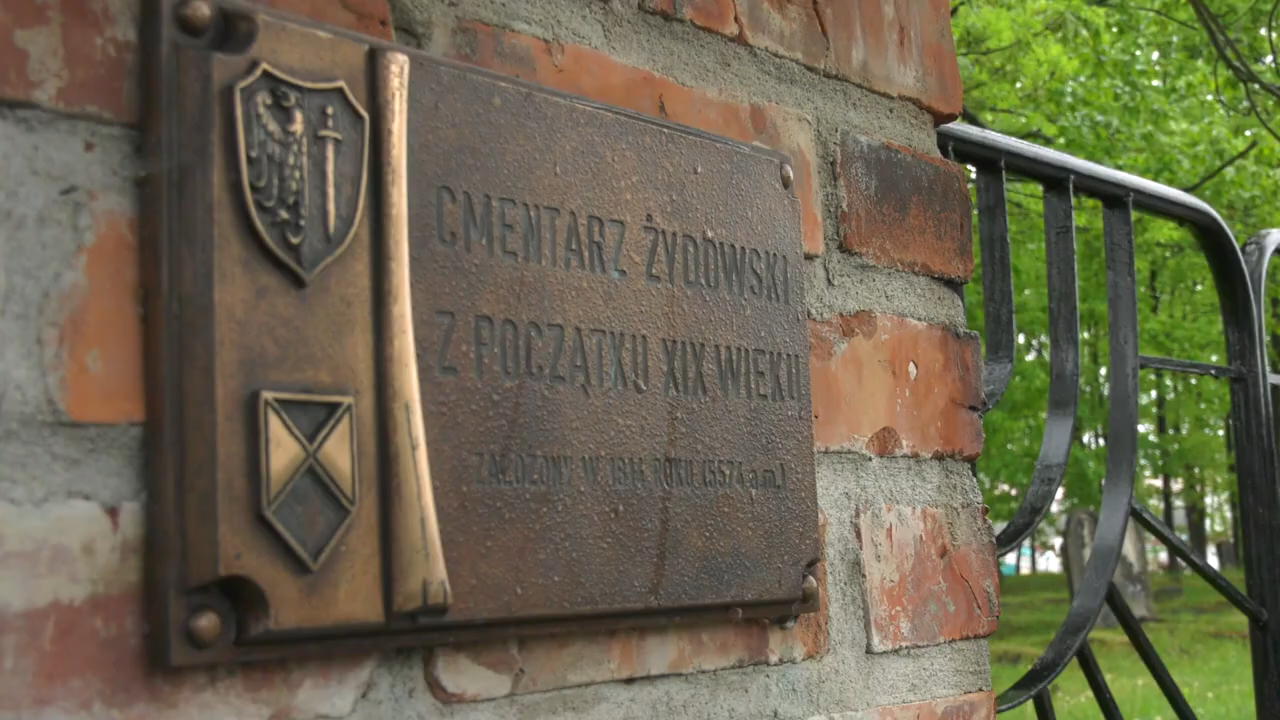 CMENTARZ ŻYDOWSKI
Z POCZĄTKU XIX WIEKU
ZAŁOŻONY W 1814 ROKU (5574 a.m.)